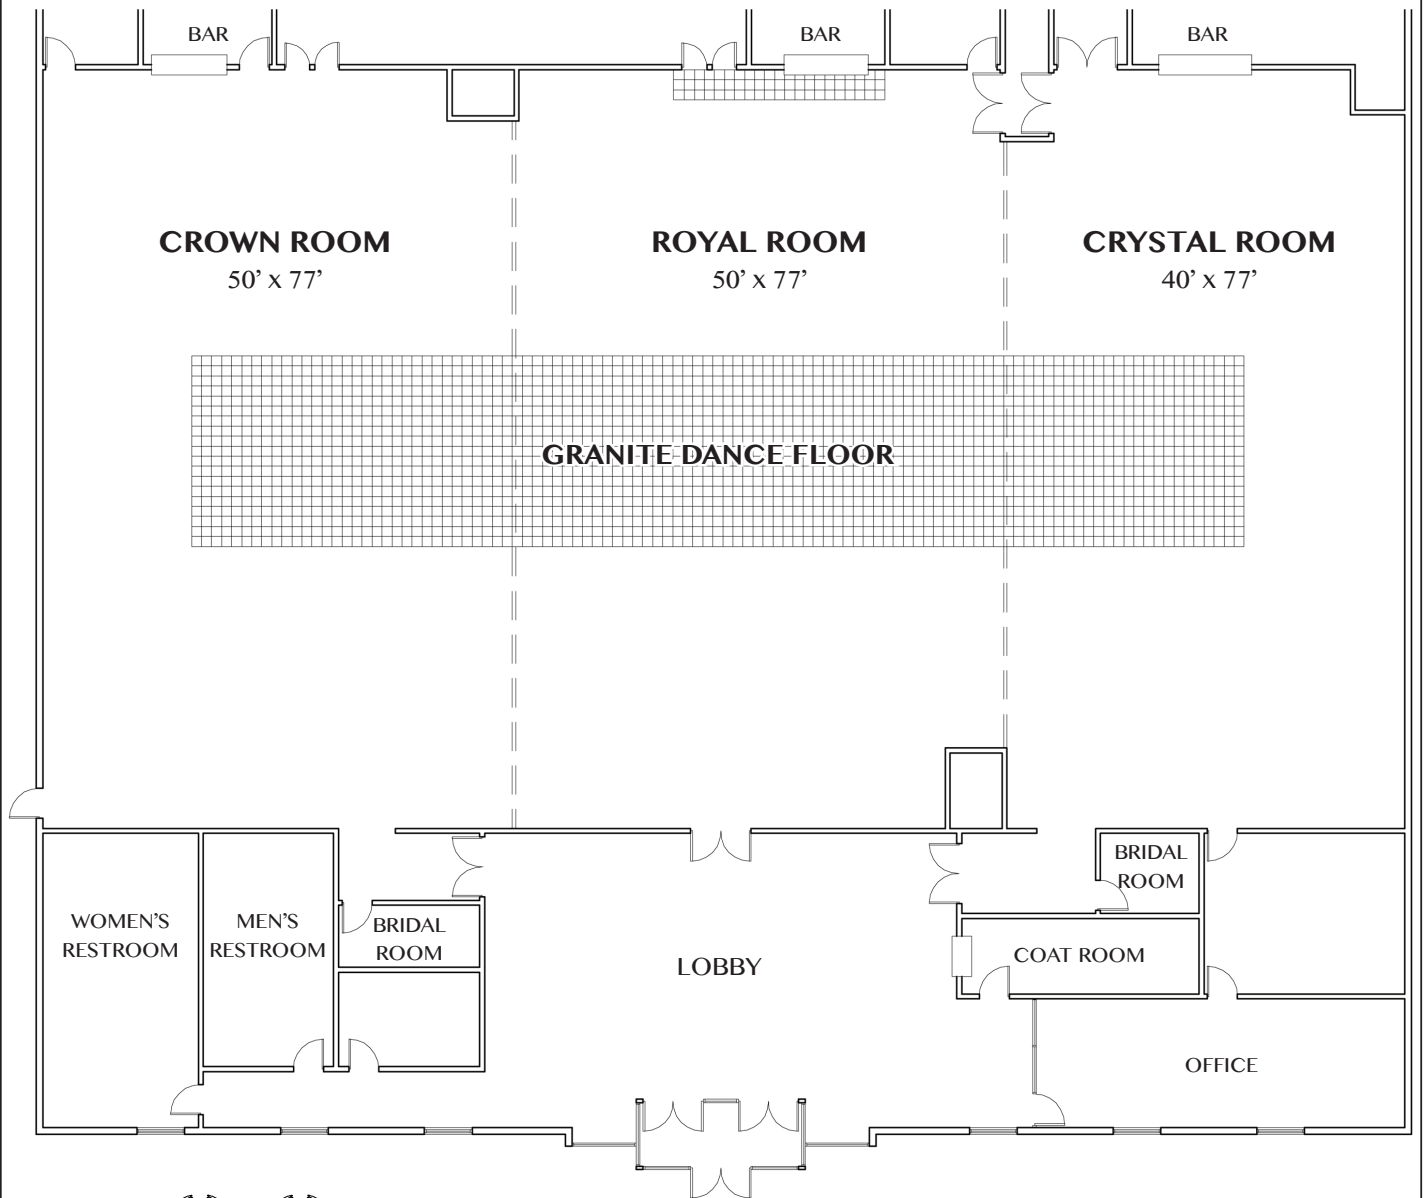 BAR
BAR
BAR
CROWN ROOM
50’ x 77’
ROYAL ROOM
50’ x 77’
CRYSTAL ROOM
40’ x 77’
GRANITE DANCE FLOOR
WOMEN’S
RESTROOM
MEN’S
RESTROOM
BRIDAL
ROOM
LOBBY
BRIDAL
ROOM
COAT ROOM
OFFICE